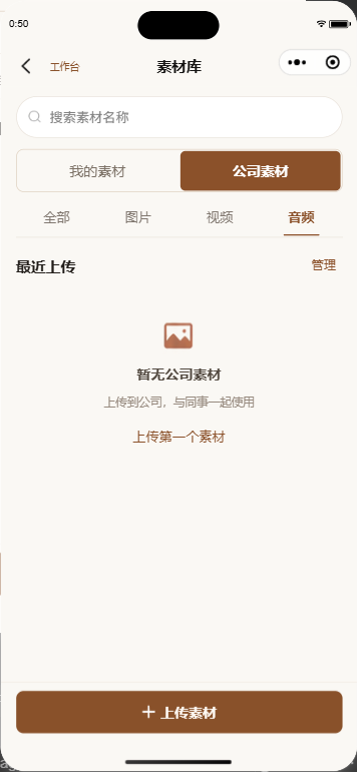 0:50
工作台
素材库
搜索素材名称
我的素材 公司素材
全部 图片 视频 音频
最近上传 管理
暂无公司素材
上传到公司，与同事一起使用
上传第一个素材
+ 上传素材